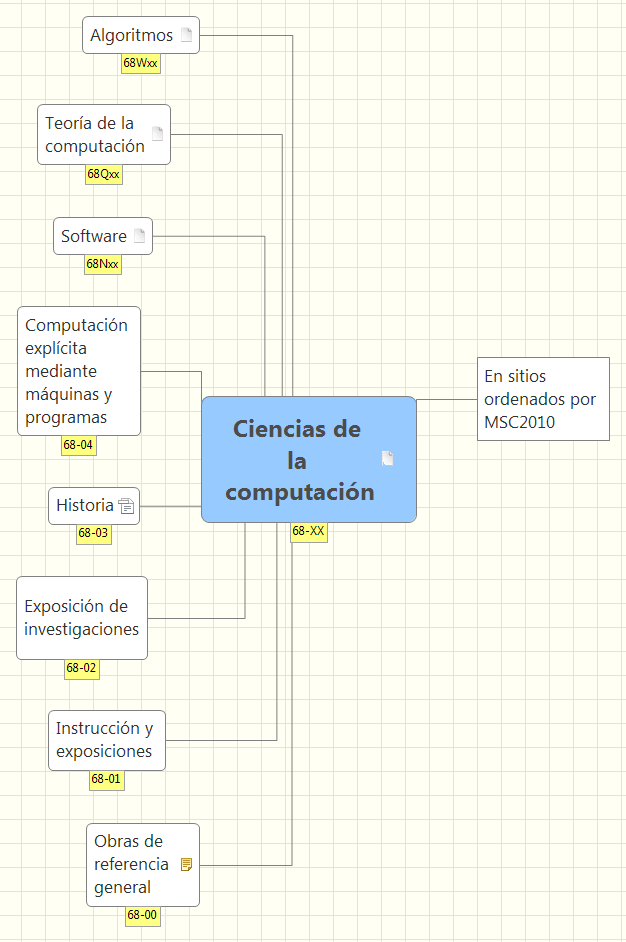 Algoritmos
68Wxx
Teoría de la
computación
68Qxx
Software
68Nxx
Computación
explícita
mediante
máquinas y
programas
68-04
Ciencias de
la
computación
68-XX
En sitios
ordenados por
MSC2010
Historia
68-03
Exposición de
investigaciones
68-02
Instrucción y
exposiciones
68-01
Obras de
referencia
general
68-00